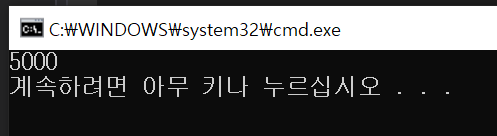 C:₩WINDOWS₩system32₩cmd.exe
5000
계속하려면 아무 키나 누르십시오 . . .